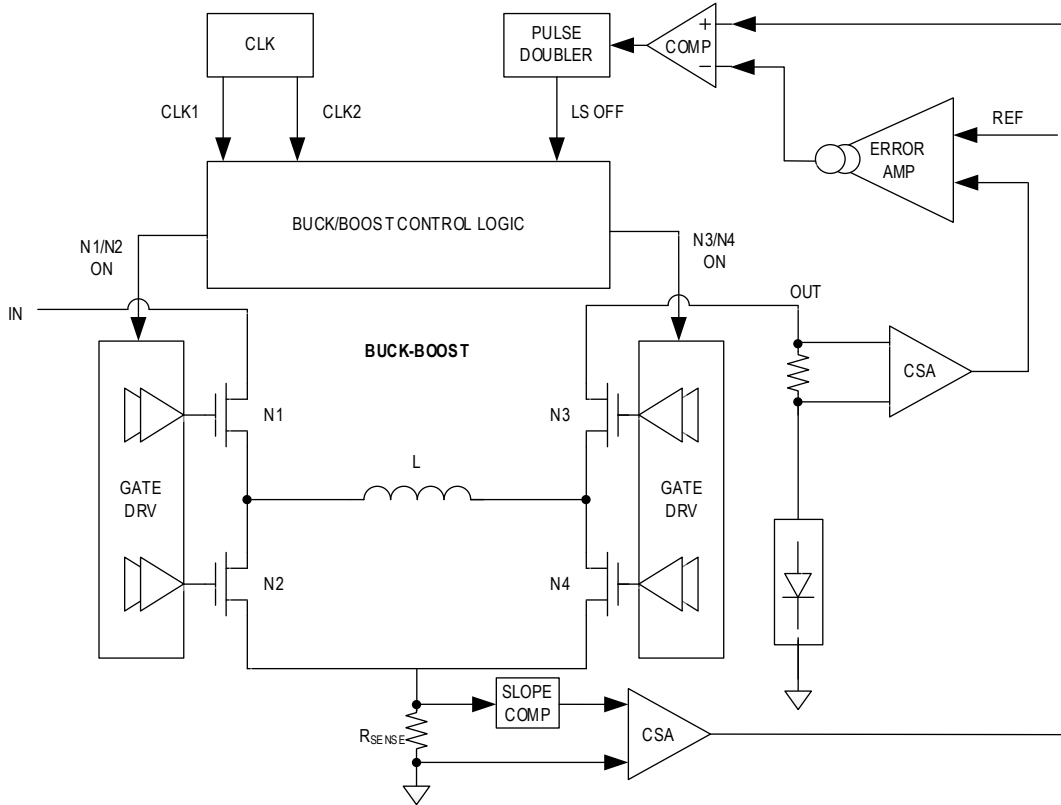 CLK
PULSE
DOUBLER
+
COMP
−
CLK1
CLK2
LS OFF
REF
ERROR
AMP
BUCK/BOOST CONTROL LOGIC
N1/N2
ON
N3/N4
ON
IN
OUT
BUCK-BOOST
CSA
N1
N3
L
GATE
DRV
GATE
DRV
N2
N4
SLOPE
COMP
RSENSE
CSA